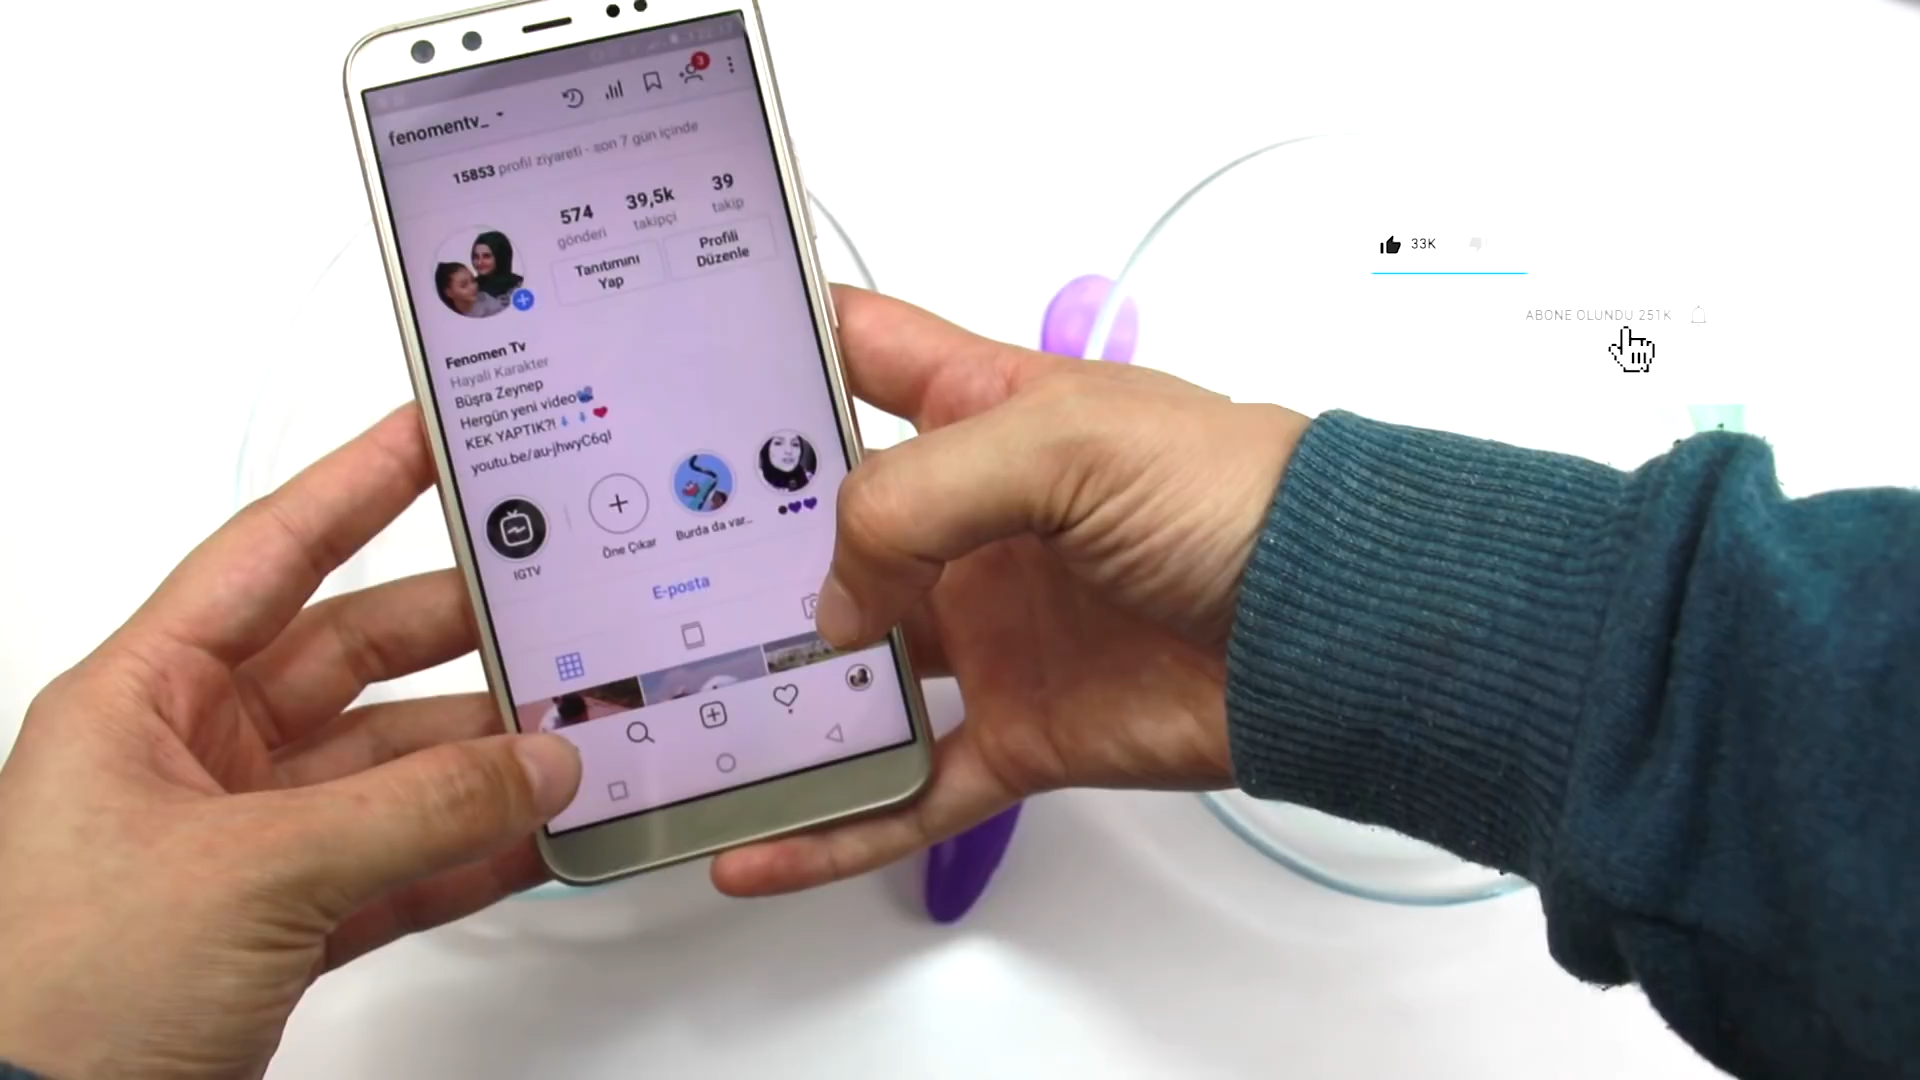 fenomentv_
3
15853 profil ziyareti - son 7 gün içinde
574 39,5k 39
gönderi takipçi takip
Tanıtımını
Yap
Profili
Düzenle
Fenomen Tv
Hayali Karakter
Büşra Zeynep
Hergün yeni video
KEK YAPTIK?!
youtu.be/au-jhwyC6qI
IGTV
Öne Çıkar
Burda da var...
E-posta
33K
ABONE OLUNDU 251K